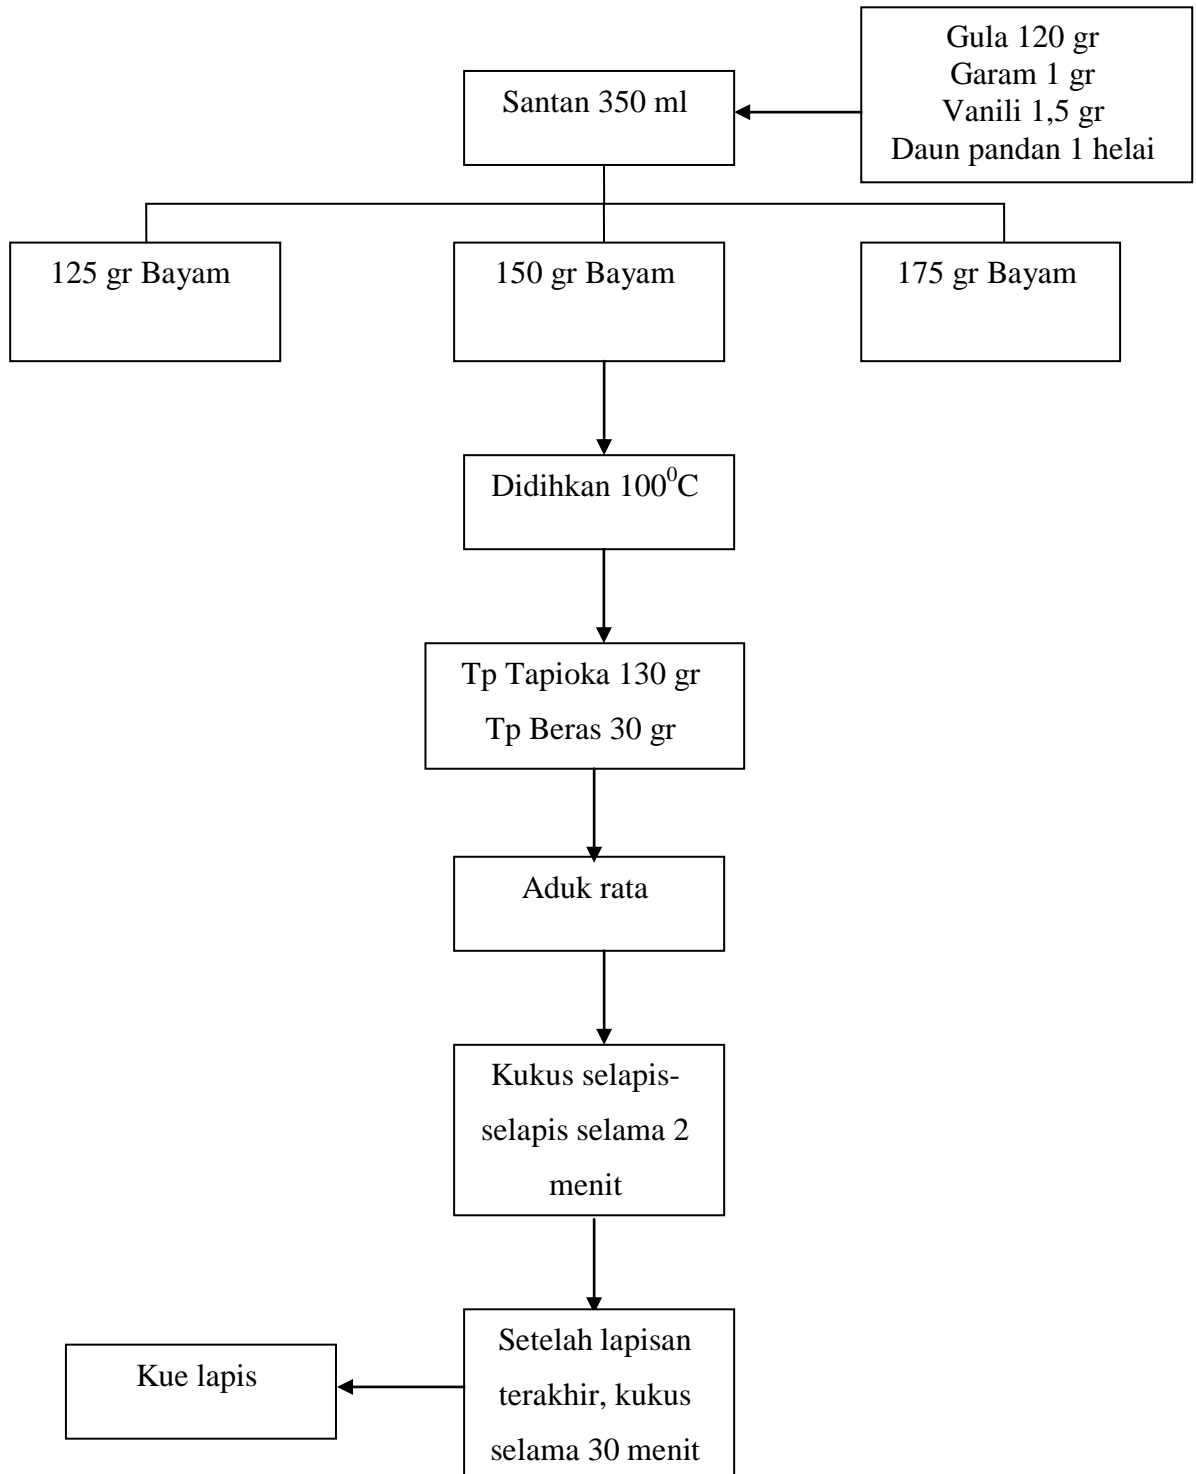 Gula 120 gr
Garam 1 gr
Vanili 1,5 gr
Daun pandan 1 helai
Santan 350 ml
125 gr Bayam
150 gr Bayam
175 gr Bayam
Didihkan 100⁰C
Tp Tapioka 130 gr
Tp Beras 30 gr
Aduk rata
Kukus selapis-
selapis selama 2
menit
Setelah lapisan
terakhir, kukus
selama 30 menit
Kue lapis